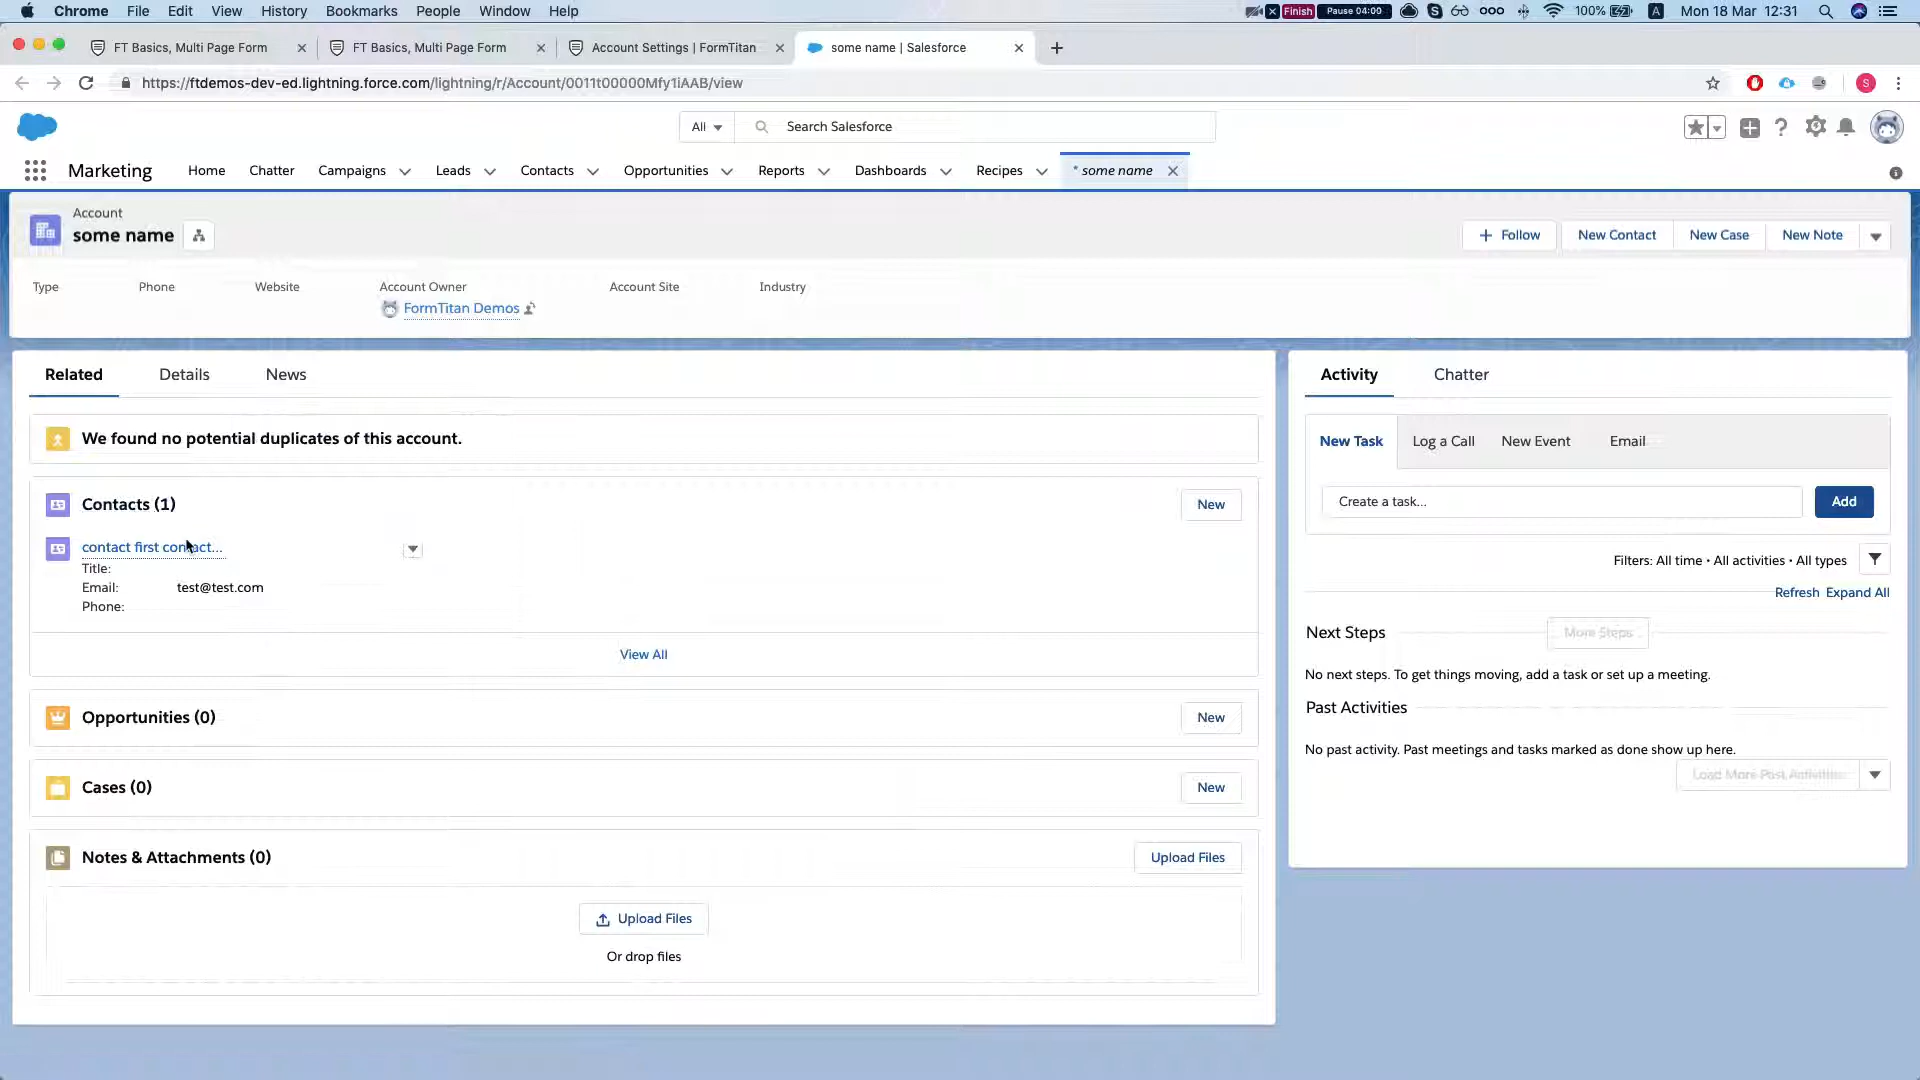 Chrome File Edit View History Bookmarks People Window Help Finish Pause 04:00 100% A Mon 18 Mar 12:31
FT Basics, Multi Page Form FT Basics, Multi Page Form Account Settings | FormTitan some name | Salesforce
https://ftdemos-dev-ed.lightning.force.com/lightning/r/Account/0011t00000Mfy1iAAB/view S
All Search Salesforce
Marketing Home Chatter Campaigns Leads Contacts Opportunities Reports Dashboards Recipes * some name
Account
some name
Follow New Contact New Case New Note
Type Phone Website Account Owner Account Site Industry
FormTitan Demos
Related Details News
Activity Chatter
We found no potential duplicates of this account.
New Task Log a Call New Event Email
Contacts (1) New
Create a task... Add
contact first contact...
Title:
Email: test@test.com
Phone:
View All
Filters: All time • All activities • All types
Refresh Expand All
Next Steps More Steps
No next steps. To get things moving, add a task or set up a meeting.
Past Activities
No past activity. Past meetings and tasks marked as done show up here.
Load More Past Activities
Opportunities (0) New
Cases (0) New
Notes & Attachments (0) Upload Files
Upload Files
Or drop files